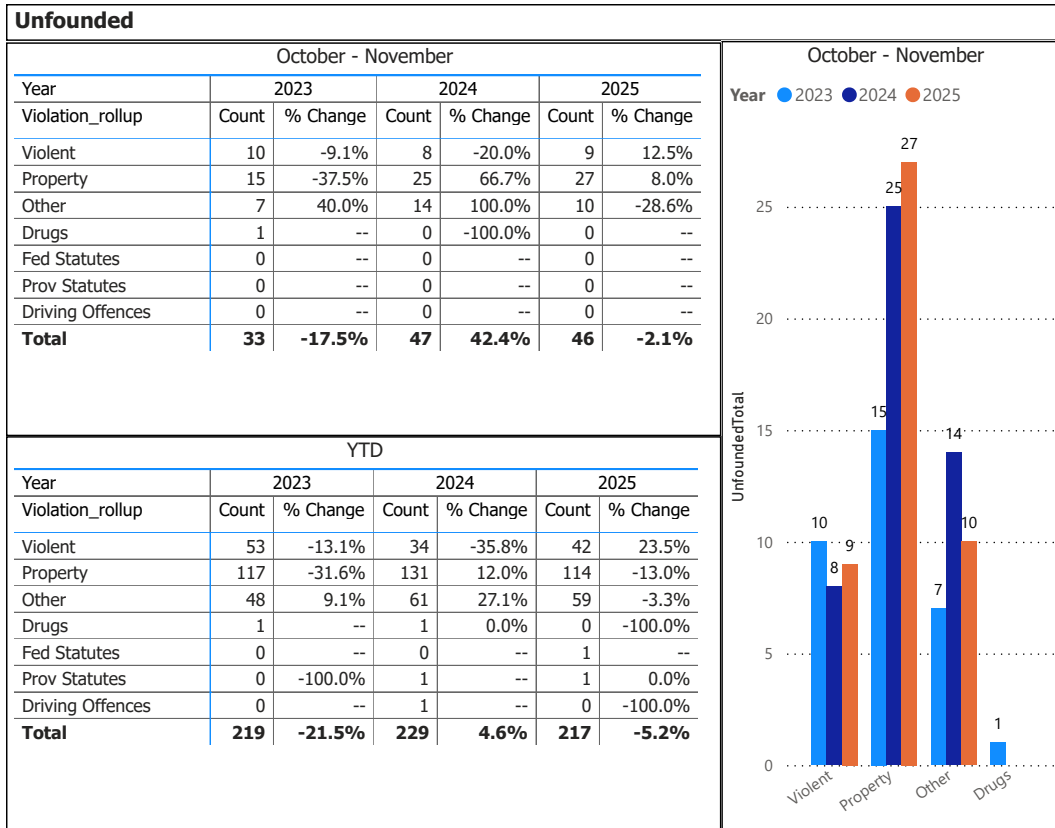 Unfounded
October - November
Year 2023 2024 2025
Violation_rollup Count % Change Count % Change Count % Change
Violent 10 -9.1% 8 -20.0% 9 12.5%
Property 15 -37.5% 25 66.7% 27 8.0%
Other 7 40.0% 14 100.0% 10 -28.6%
Drugs 1 -- 0 -100.0% 0 --
Fed Statutes 0 -- 0 -- 0 --
Prov Statutes 0 -- 0 -- 0 --
Driving Offences 0 -- 0 -- 0 --
Total 33 -17.5% 47 42.4% 46 -2.1%
YTD
Year 2023 2024 2025
Violation_rollup Count % Change Count % Change Count % Change
Violent 53 -13.1% 34 -35.8% 42 23.5%
Property 117 -31.6% 131 12.0% 114 -13.0%
Other 48 9.1% 61 27.1% 59 -3.3%
Drugs 1 -- 1 0.0% 0 -100.0%
Fed Statutes 0 -- 0 -- 1 --
Prov Statutes 0 -100.0% 1 -- 1 0.0%
Driving Offences 0 -- 1 -- 0 -100.0%
Total 219 -21.5% 229 4.6% 217 -5.2%
October - November
Year 2023 2024 2025
UnfoundedTotal
25
20
15
10
5
0
10 8 9
15 25 27
7 14 10
1
Violent Property Other Drugs